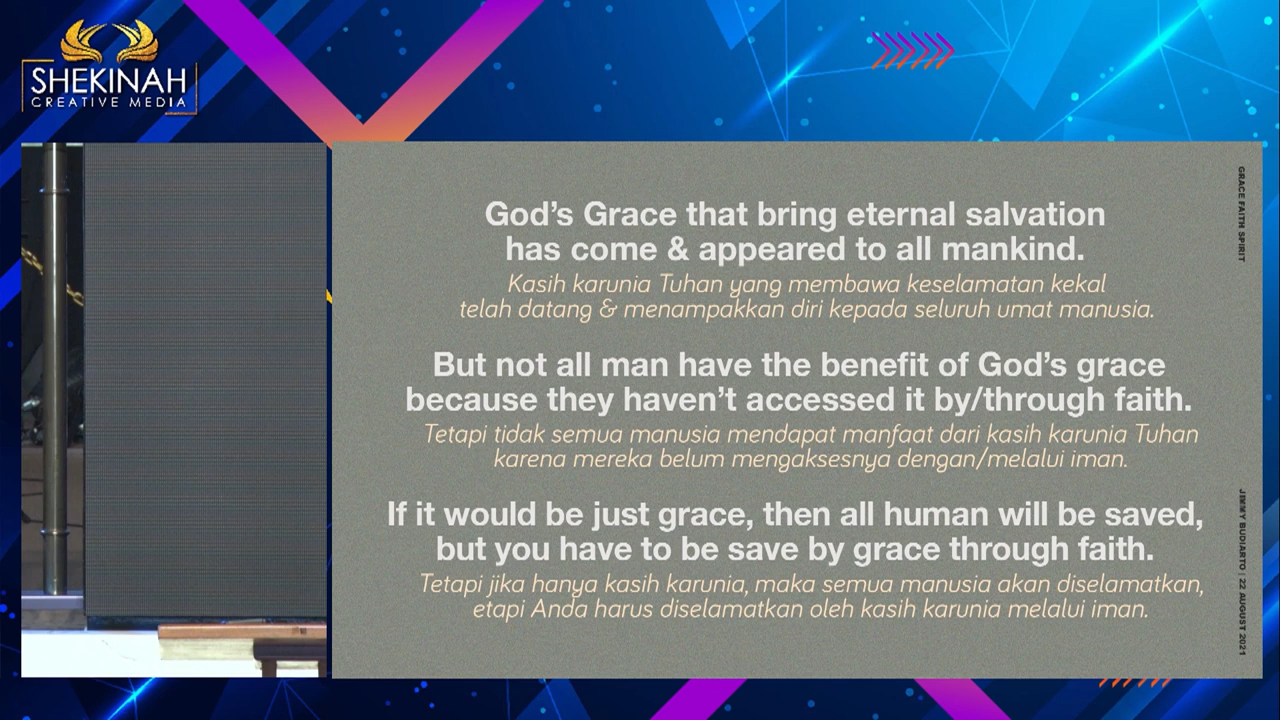 SHEKINAH
CREATIVE MEDIA
God's Grace that bring eternal salvation
has come & appeared to all mankind.
Kasih karunia Tuhan yang membawa keselamatan kekal
telah datang & menampakkan diri kepada seluruh umat manusia.
But not all man have the benefit of God's grace
because they haven't accessed it by/through faith.
Tetapi tidak semua manusia mendapat manfaat dari kasih karunia Tuhan
karena mereka belum mengaksesnya dengan/melalui iman.
If it would be just grace, then all human will be saved,
but you have to be save by grace through faith.
Tetapi jika hanya kasih karunia, maka semua manusia akan diselamatkan,
etapi Anda harus diselamatkan oleh kasih karunia melalui iman.
GRACE FAITH SPIRIT
JIMMY BUDIARTO | 22 AUGUST 2021